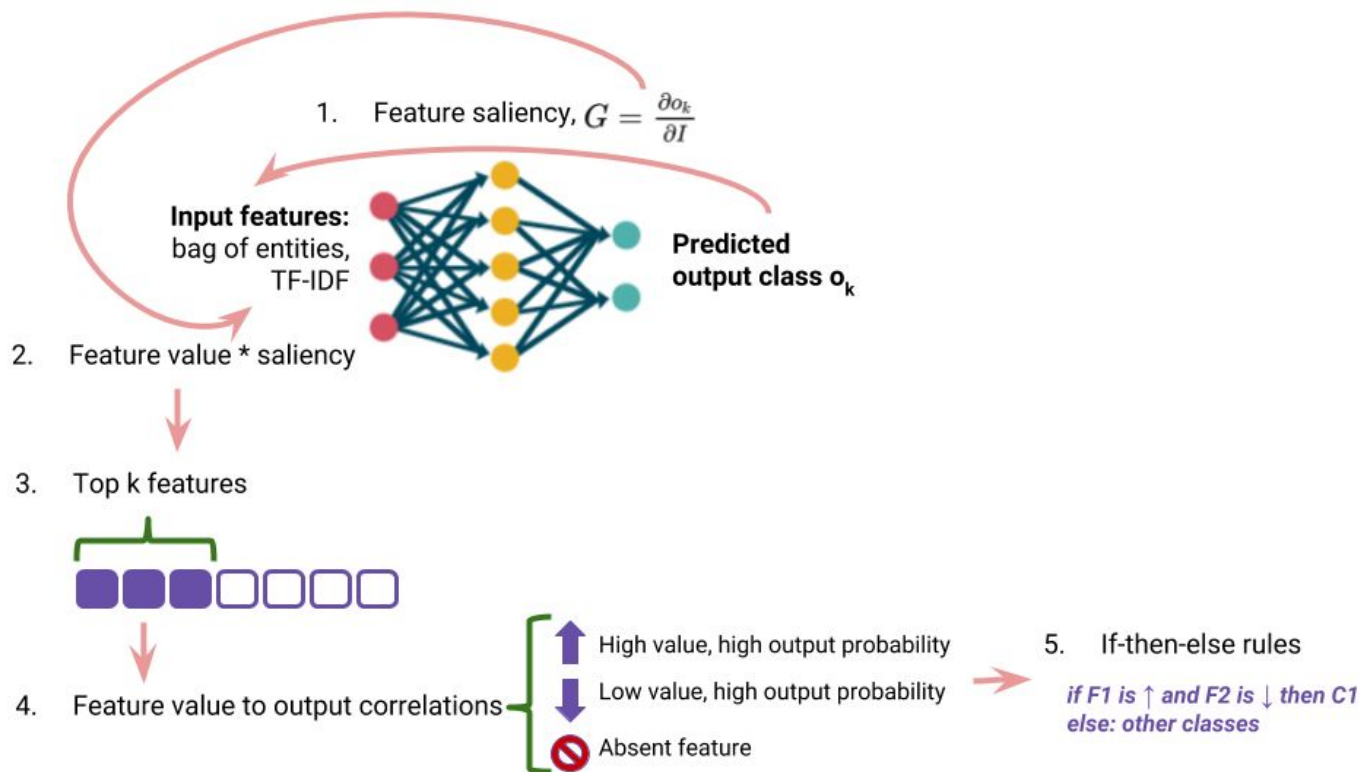 1. Feature saliency, G = ∂o_k / ∂I
Input features:
bag of entities,
TF-IDF
Predicted
output class o_k
2. Feature value * saliency
3. Top k features
4. Feature value to output correlations
High value, high output probability
Low value, high output probability
Absent feature
5. If-then-else rules
if F1 is ↑ and F2 is ↓ then C1
else: other classes